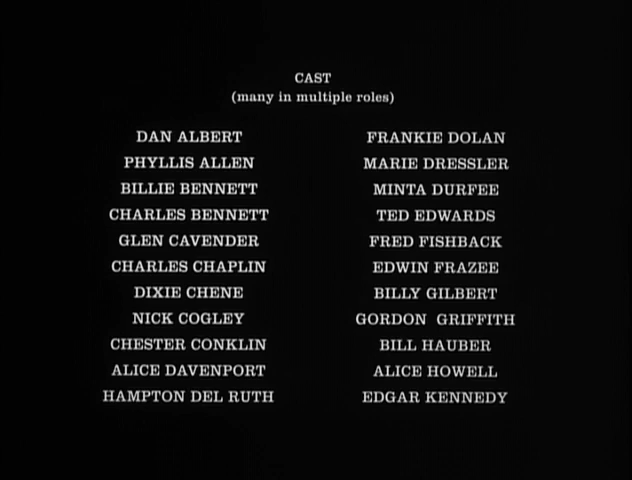 CAST
(many in multiple roles)
DAN ALBERT
PHYLLIS ALLEN
BILLIE BENNETT
CHARLES BENNETT
GLEN CAVENDER
CHARLES CHAPLIN
DIXIE CHENE
NICK COGLEY
CHESTER CONKLIN
ALICE DAVENPORT
HAMPTON DEL RUTH
FRANKIE DOLAN
MARIE DRESSLER
MINTA DURFEE
TED EDWARDS
FRED FISHBACK
EDWIN FRAZEE
BILLY GILBERT
GORDON GRIFFITH
BILL HAUBER
ALICE HOWELL
EDGAR KENNEDY